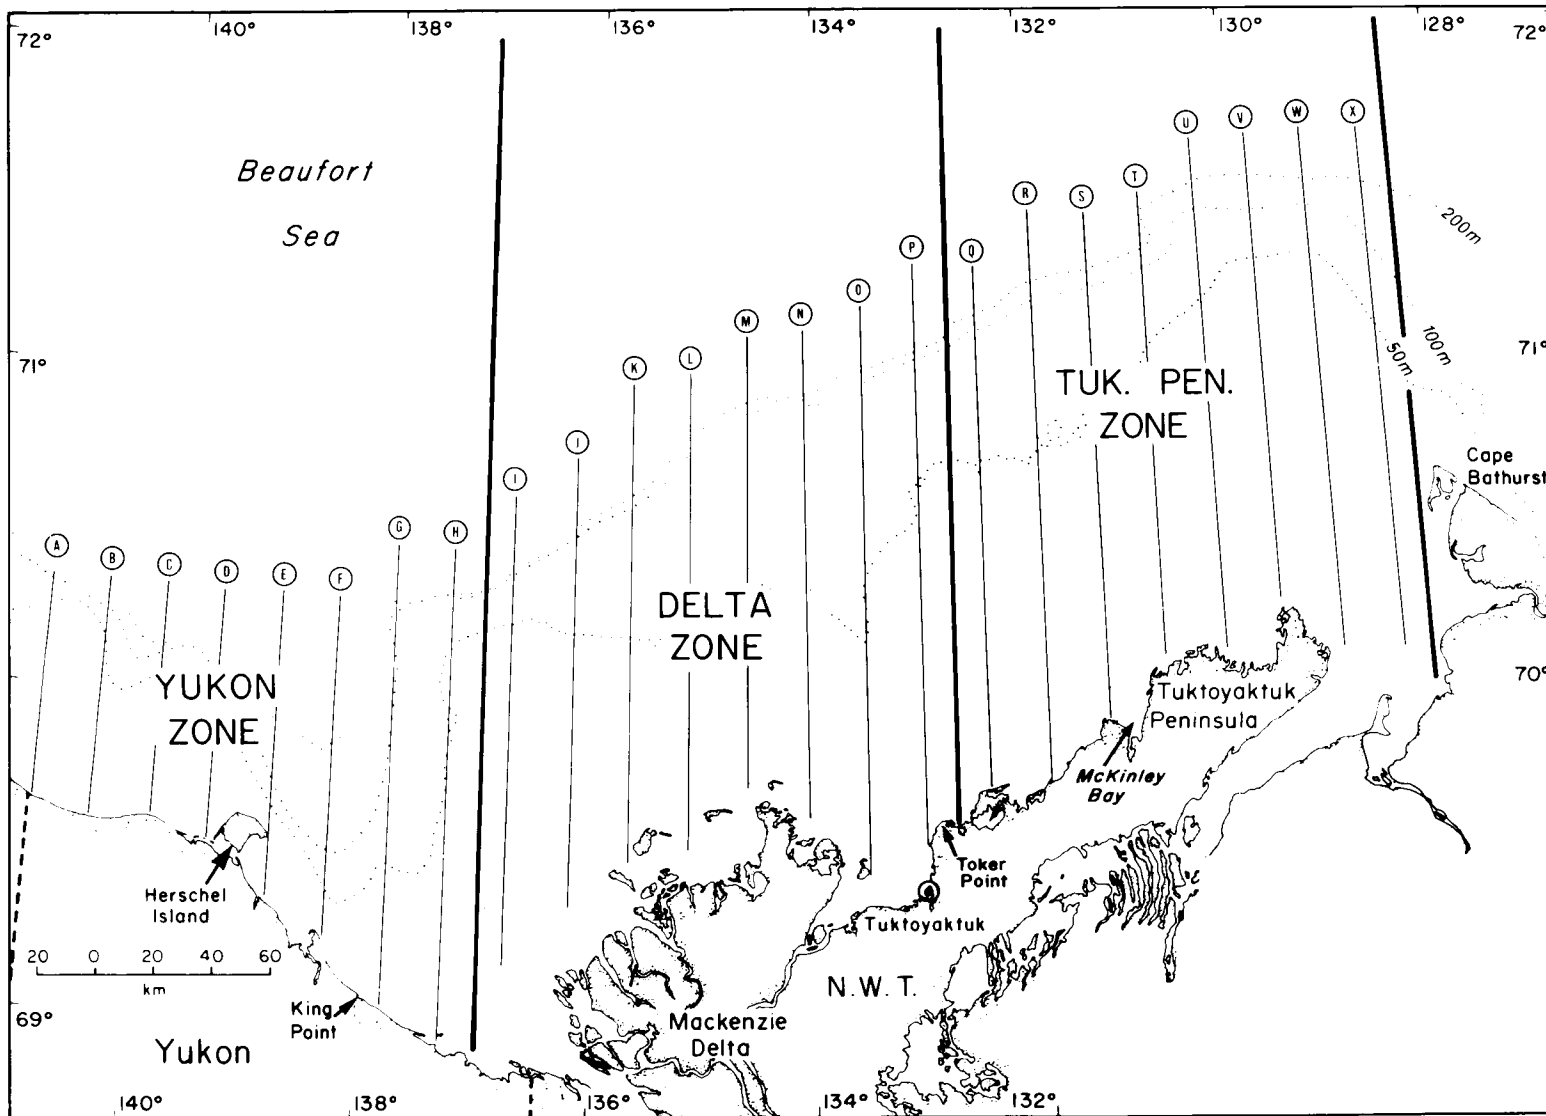 140° 138° 136° 134° 132° 130° 128°
72° 72°
Beaufort
Sea
U V W X
T
R S
P Q
O
M N
K L
J
I
G H
A B C D E F
200m
100m
50m
71° 71°
TUK. PEN.
ZONE
Cape
Bathurst
DELTA
ZONE
YUKON
ZONE
70°
Tuktoyaktuk
Peninsula
McKinley
Bay
Toker
Point
Herschel
Island
Tuktoyaktuk
20 0 20 40 60
km
N.W.T.
King
Point
69°
Mackenzie
Delta
Yukon
140° 138° 136° 134° 132°